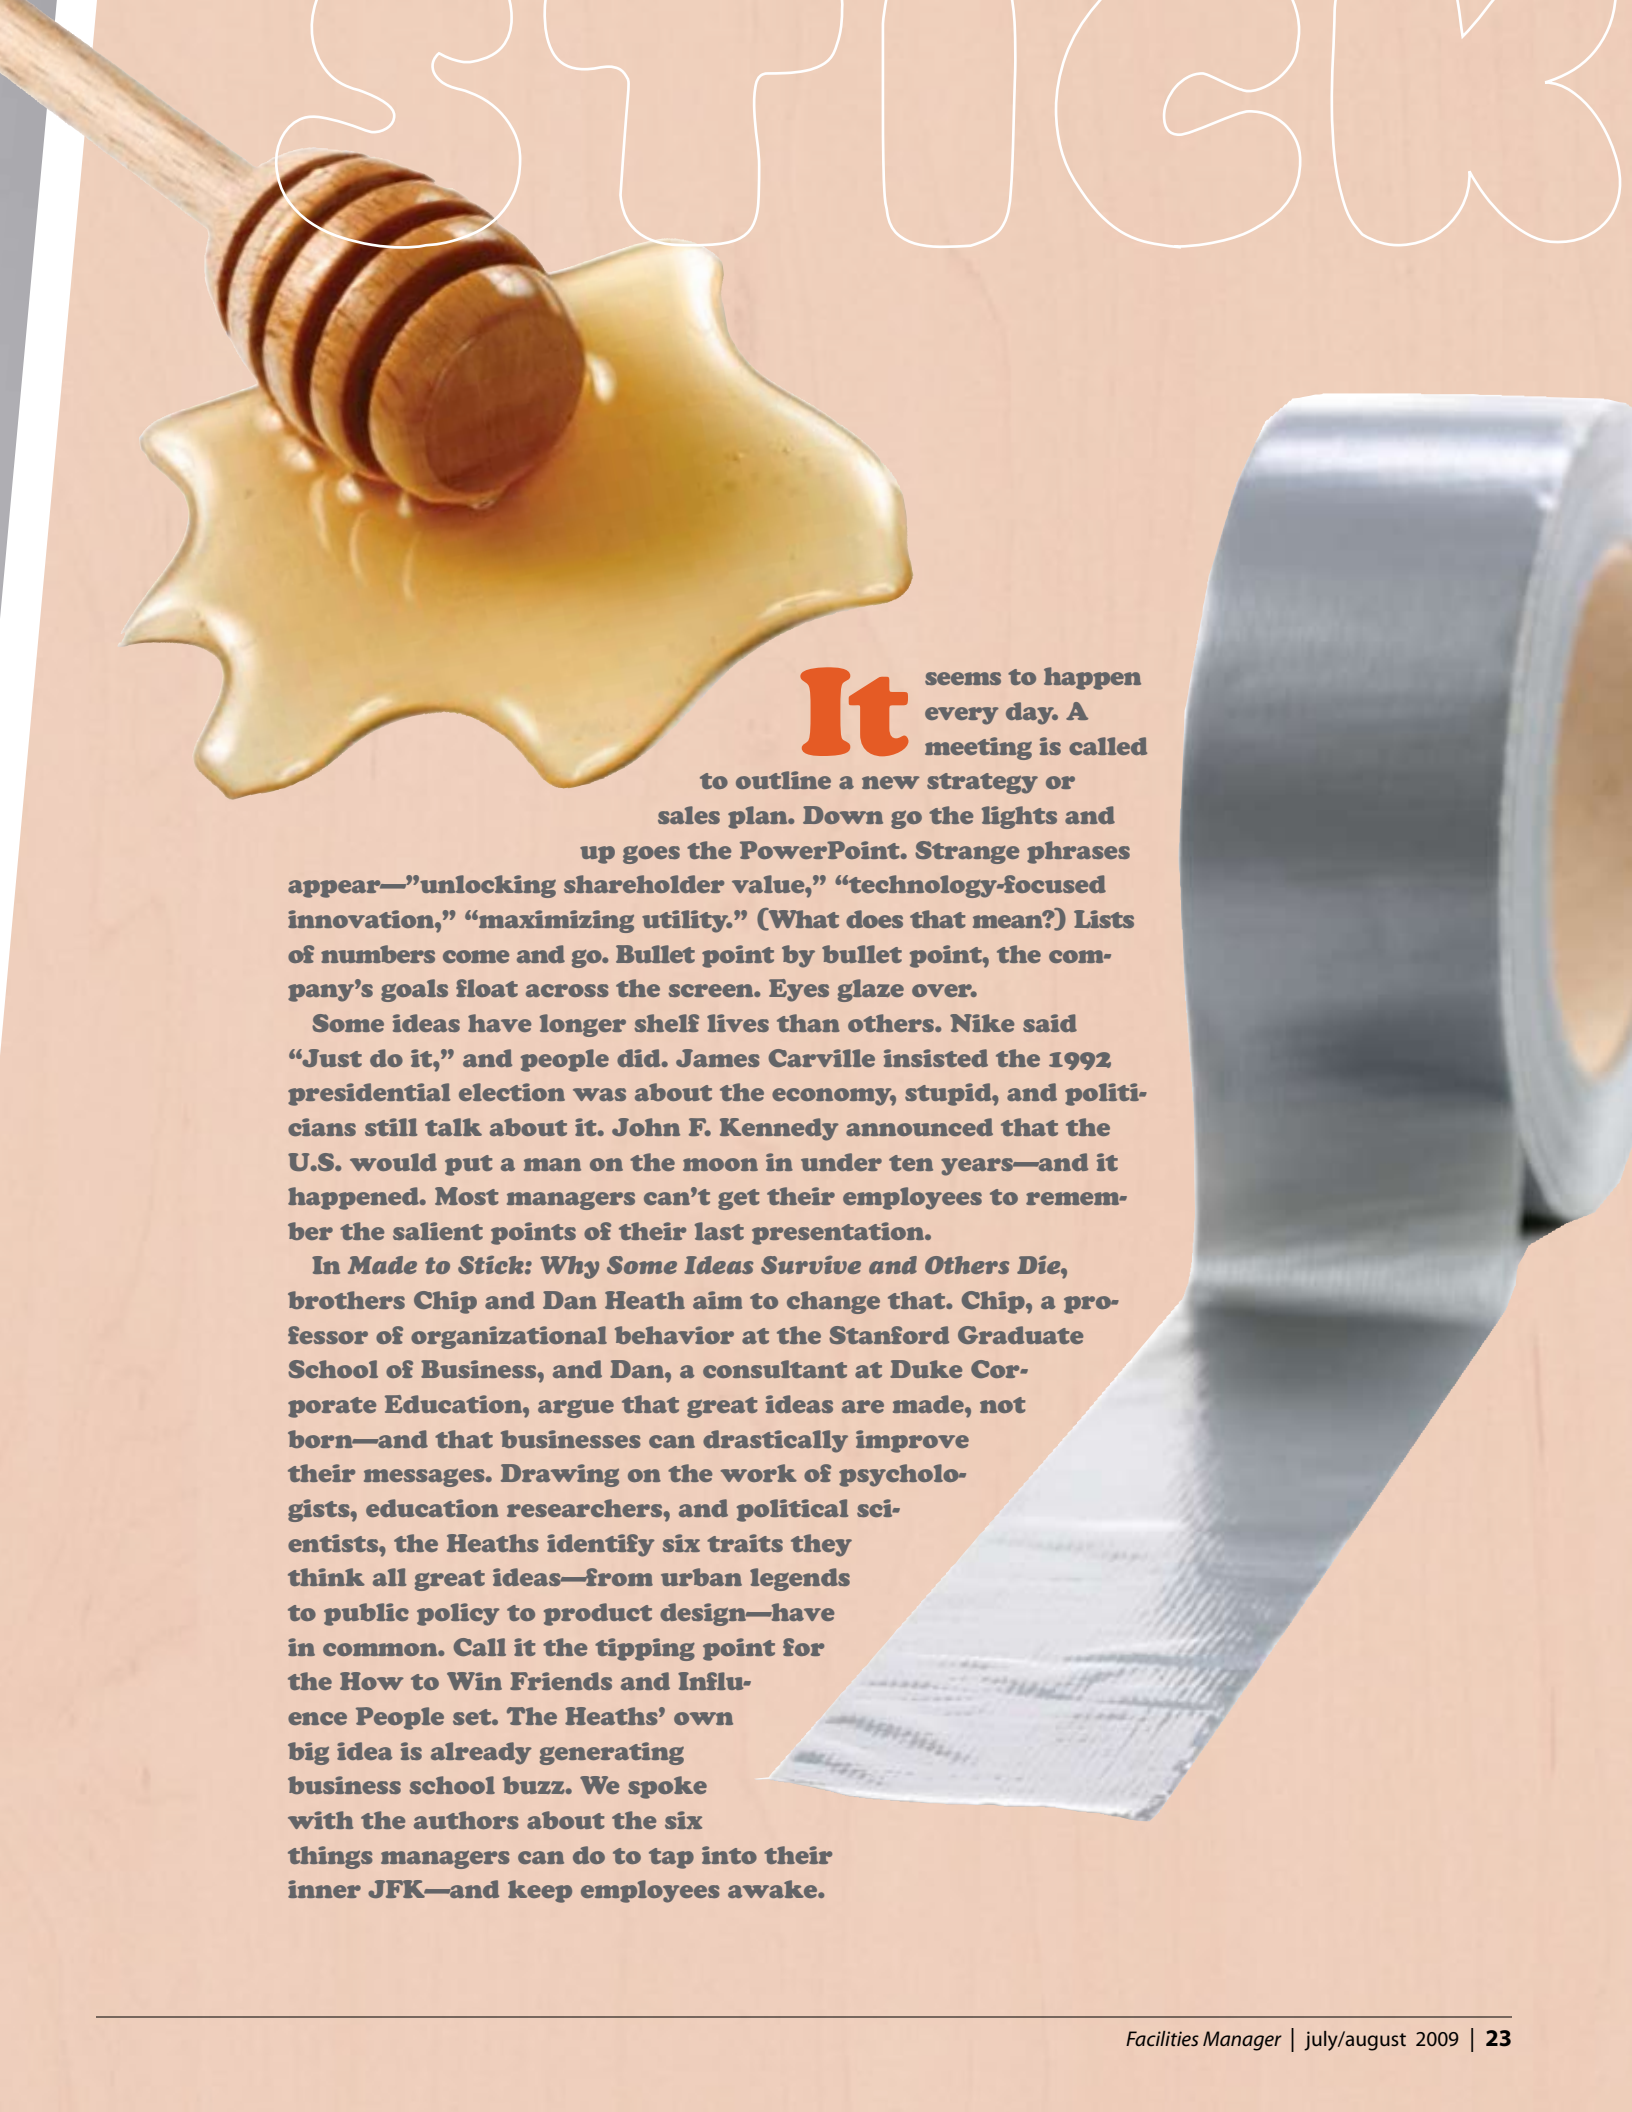 STICK
It seems to happen
every day. A
meeting is called
to outline a new strategy or
sales plan. Down go the lights and
up goes the PowerPoint. Strange phrases
appear—”unlocking shareholder value,” “technology-focused
innovation,” “maximizing utility.” (What does that mean?) Lists
of numbers come and go. Bullet point by bullet point, the com-
pany’s goals float across the screen. Eyes glaze over.
Some ideas have longer shelf lives than others. Nike said
“Just do it,” and people did. James Carville insisted the 1992
presidential election was about the economy, stupid, and politi-
cians still talk about it. John F. Kennedy announced that the
U.S. would put a man on the moon in under ten years—and it
happened. Most managers can’t get their employees to remem-
ber the salient points of their last presentation.
In Made to Stick: Why Some Ideas Survive and Others Die,
brothers Chip and Dan Heath aim to change that. Chip, a pro-
fessor of organizational behavior at the Stanford Graduate
School of Business, and Dan, a consultant at Duke Cor-
porate Education, argue that great ideas are made, not
born—and that businesses can drastically improve
their messages. Drawing on the work of psycholo-
gists, education researchers, and political sci-
entists, the Heaths identify six traits they
think all great ideas—from urban legends
to public policy to product design—have
in common. Call it the tipping point for
the How to Win Friends and Influ-
ence People set. The Heaths’ own
big idea is already generating
business school buzz. We spoke
with the authors about the six
things managers can do to tap into their
inner JFK—and keep employees awake.
Facilities Manager | july/august 2009 | 23